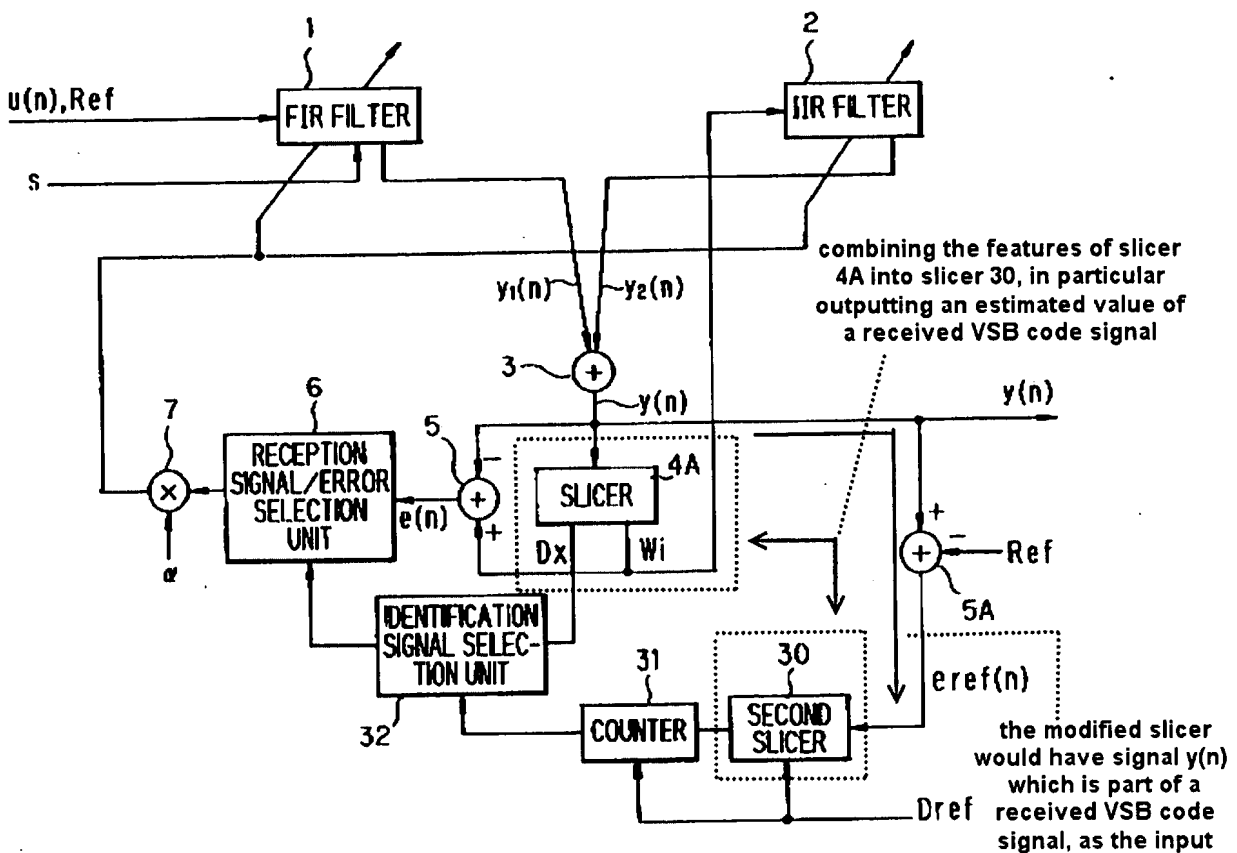 1
2
u(n),Ref
FIR FILTER
IIR FILTER
S
combining the features of slicer
4A into slicer 30, in particular
outputting an estimated value of
a received VSB code signal
y1(n)
y2(n)
3
+
y(n)
y(n)
6
7
5
−
4A
RECEPTION
SIGNAL/ERROR
SELECTION
UNIT
SLICER
×
+
e(n)
+
Dx
Wi
+
−
+
Ref
α
5A
IDENTIFICATION
SIGNAL SELEC-
TION UNIT
31
30
eref(n)
32
COUNTER
SECOND
SLICER
the modified slicer
would have signal y(n)
which is part of a
received VSB code
signal, as the input
Dref